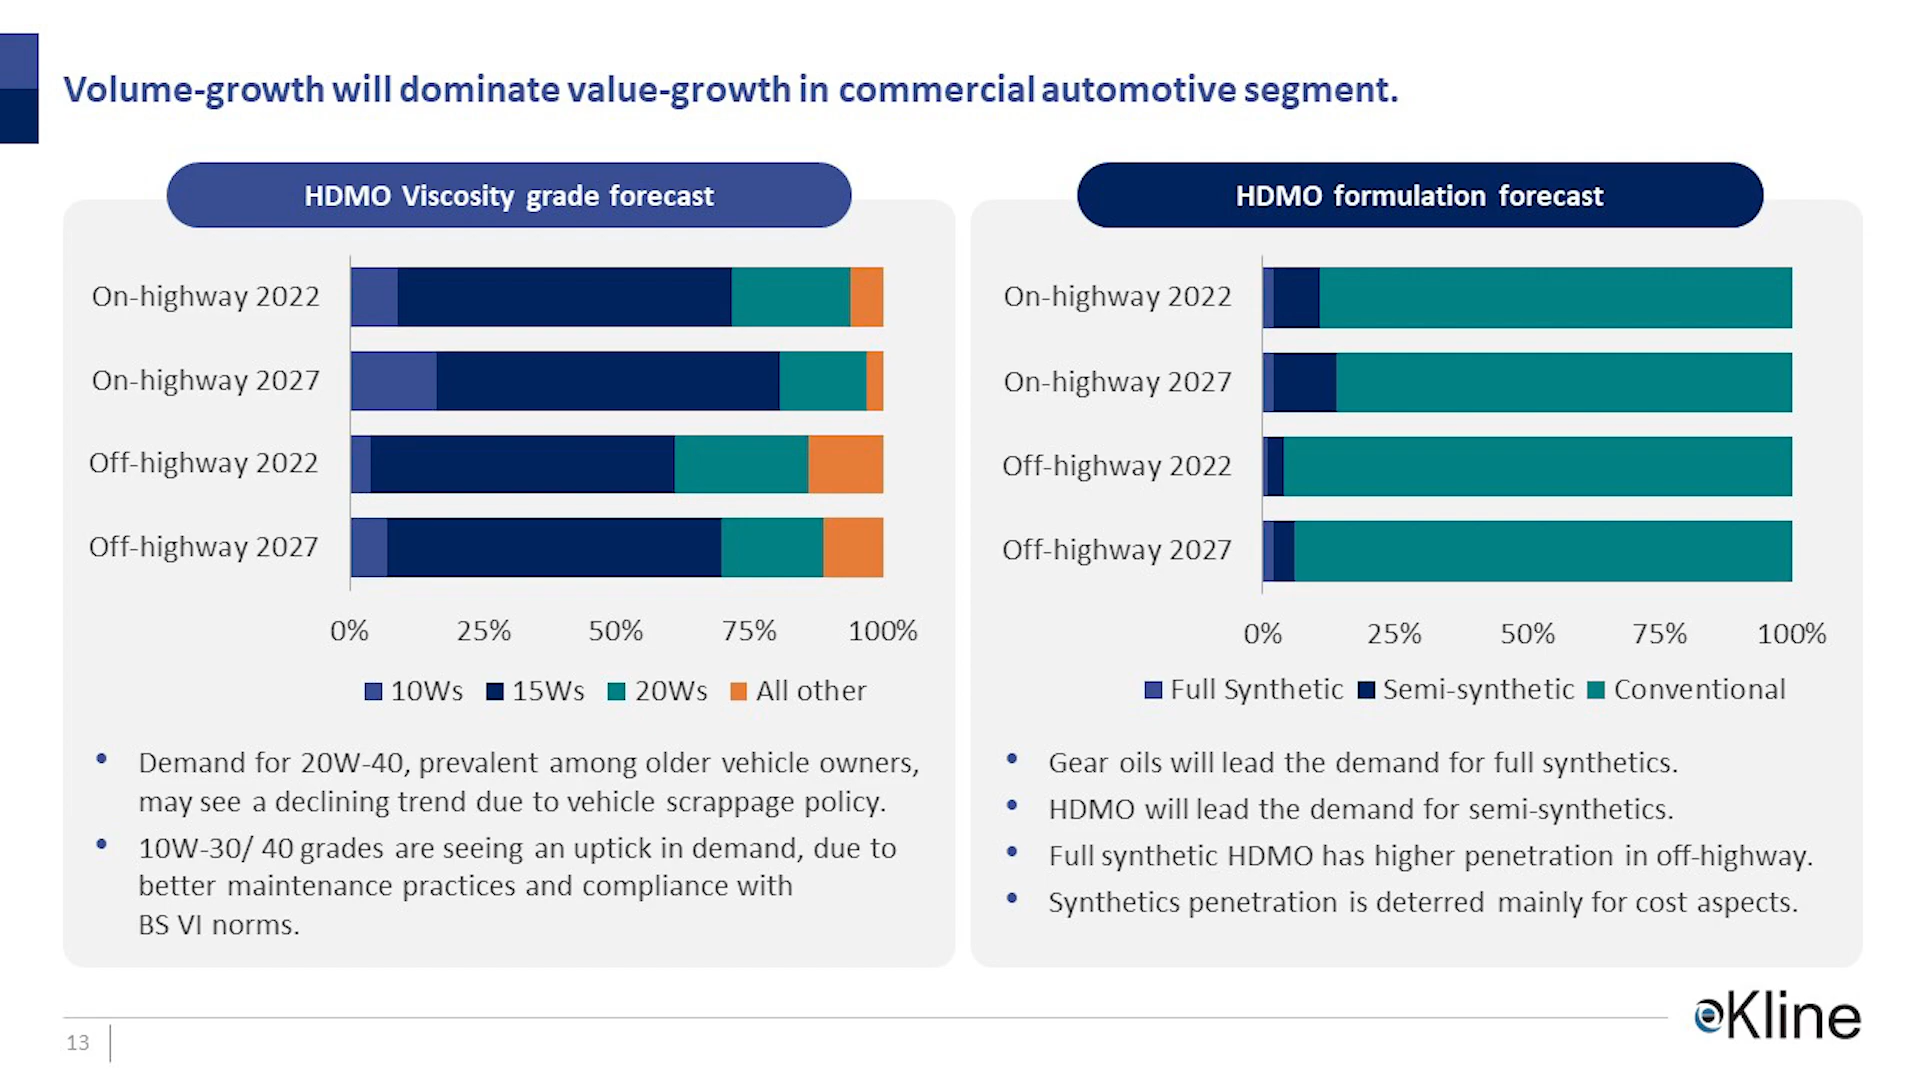 Volume-growth will dominate value-growth in commercial automotive segment.
HDMO Viscosity grade forecast
On-highway 2022
On-highway 2027
Off-highway 2022
Off-highway 2027
0% 25% 50% 75% 100%
10Ws 15Ws 20Ws All other
• Demand for 20W-40, prevalent among older vehicle owners,
may see a declining trend due to vehicle scrappage policy.
• 10W-30/ 40 grades are seeing an uptick in demand, due to
better maintenance practices and compliance with
BS VI norms.
HDMO formulation forecast
On-highway 2022
On-highway 2027
Off-highway 2022
Off-highway 2027
0% 25% 50% 75% 100%
Full Synthetic Semi-synthetic Conventional
• Gear oils will lead the demand for full synthetics.
• HDMO will lead the demand for semi-synthetics.
• Full synthetic HDMO has higher penetration in off-highway.
• Synthetics penetration is deterred mainly for cost aspects.
13
Kline